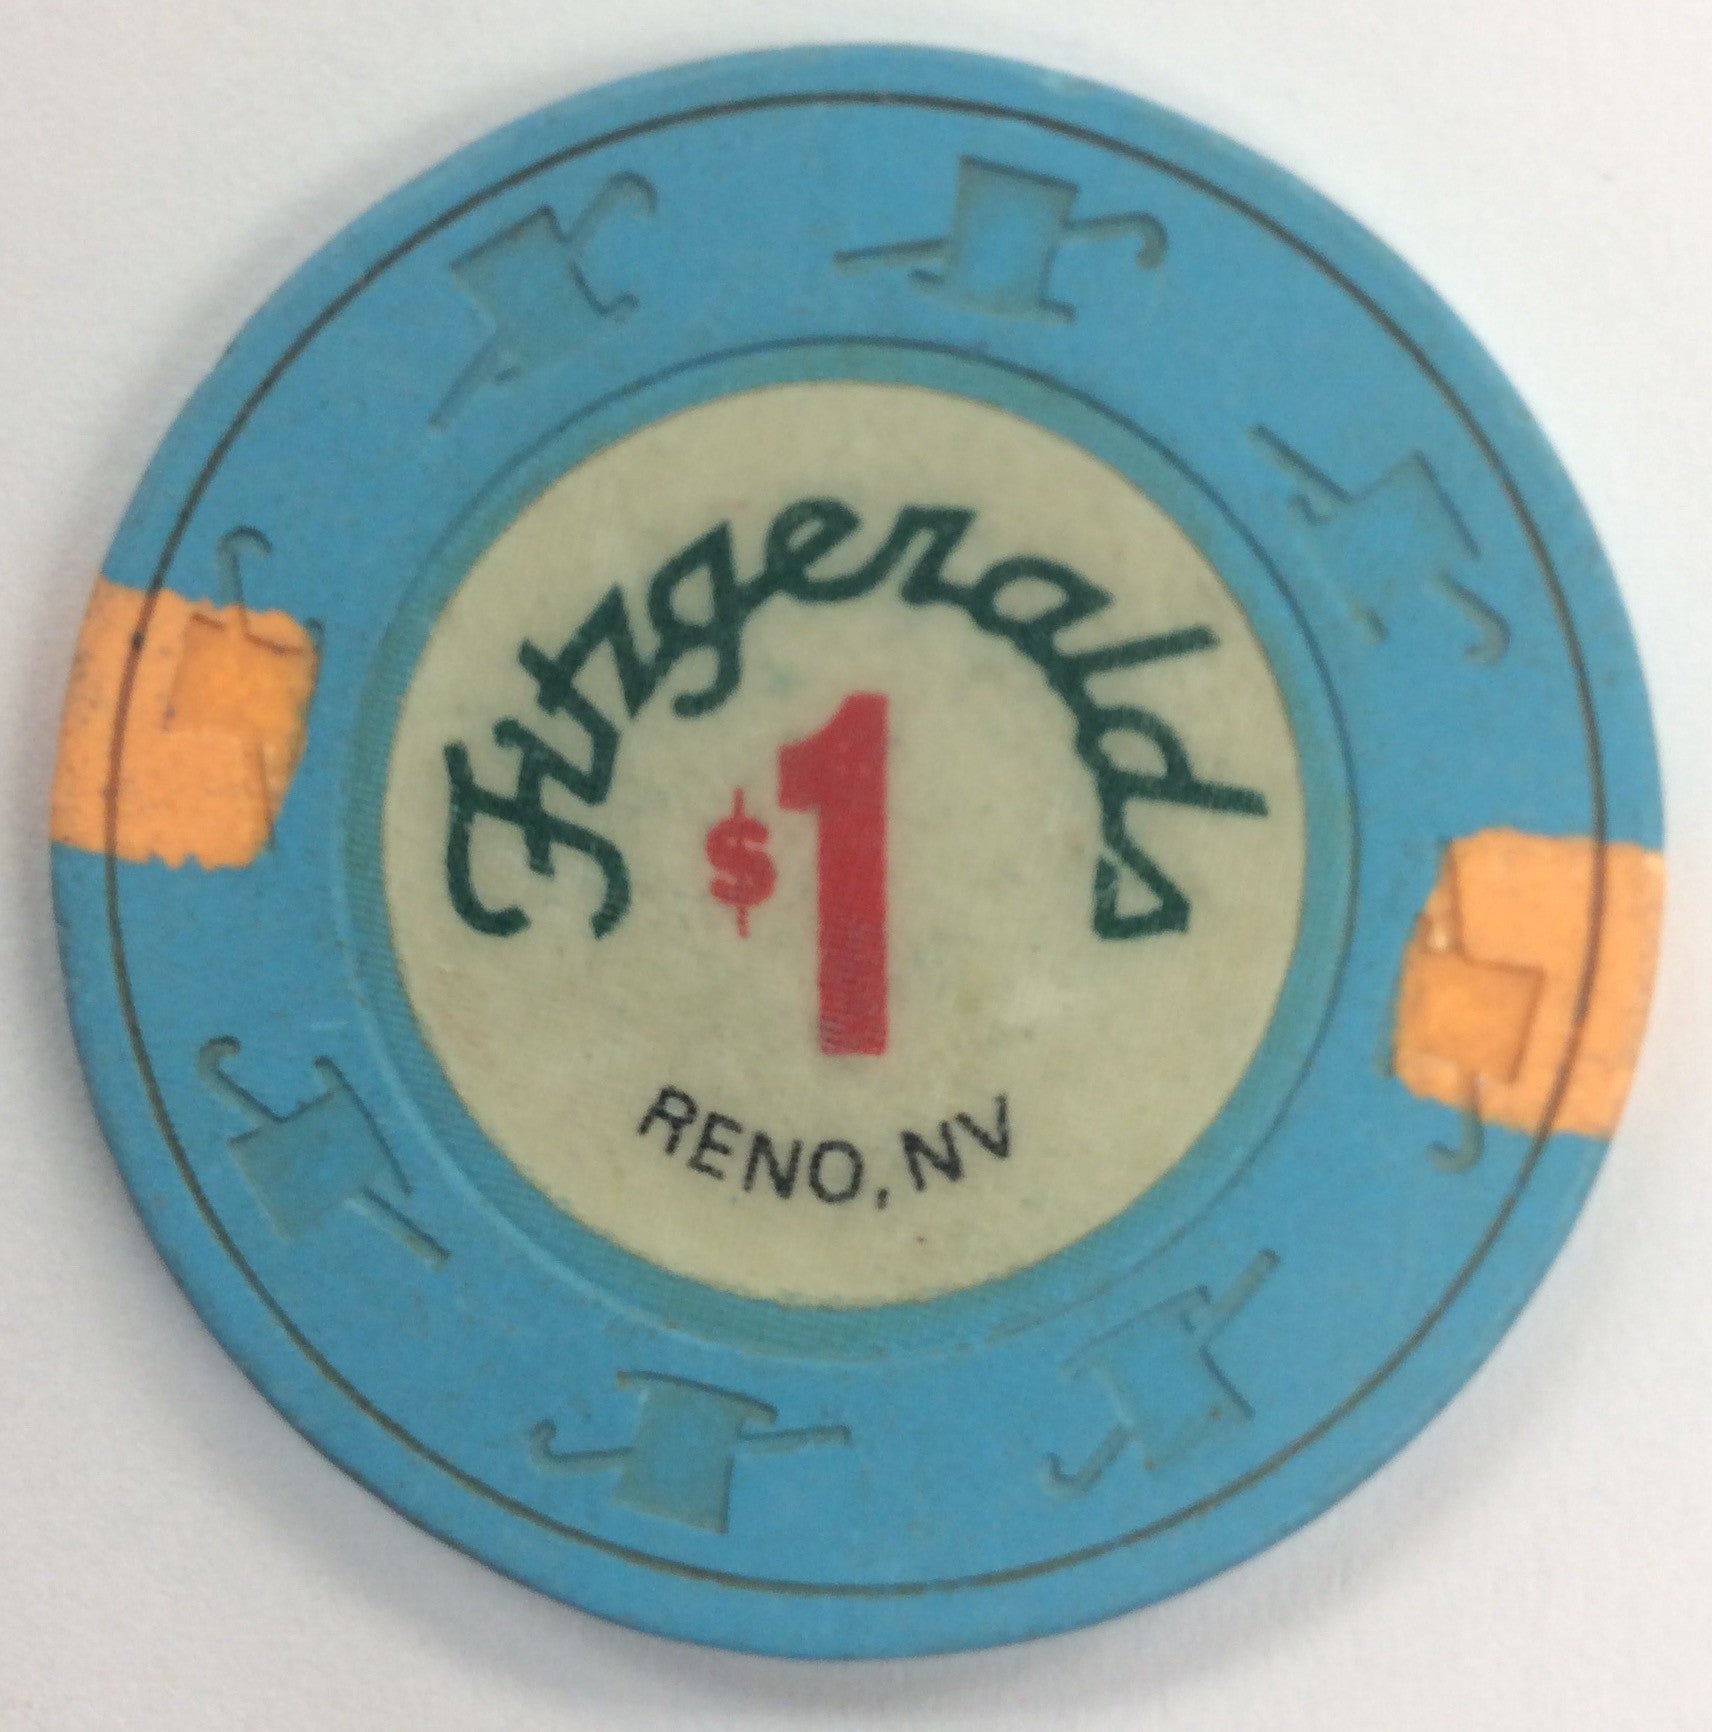 Fitzgeralds
$1
RENO, NV